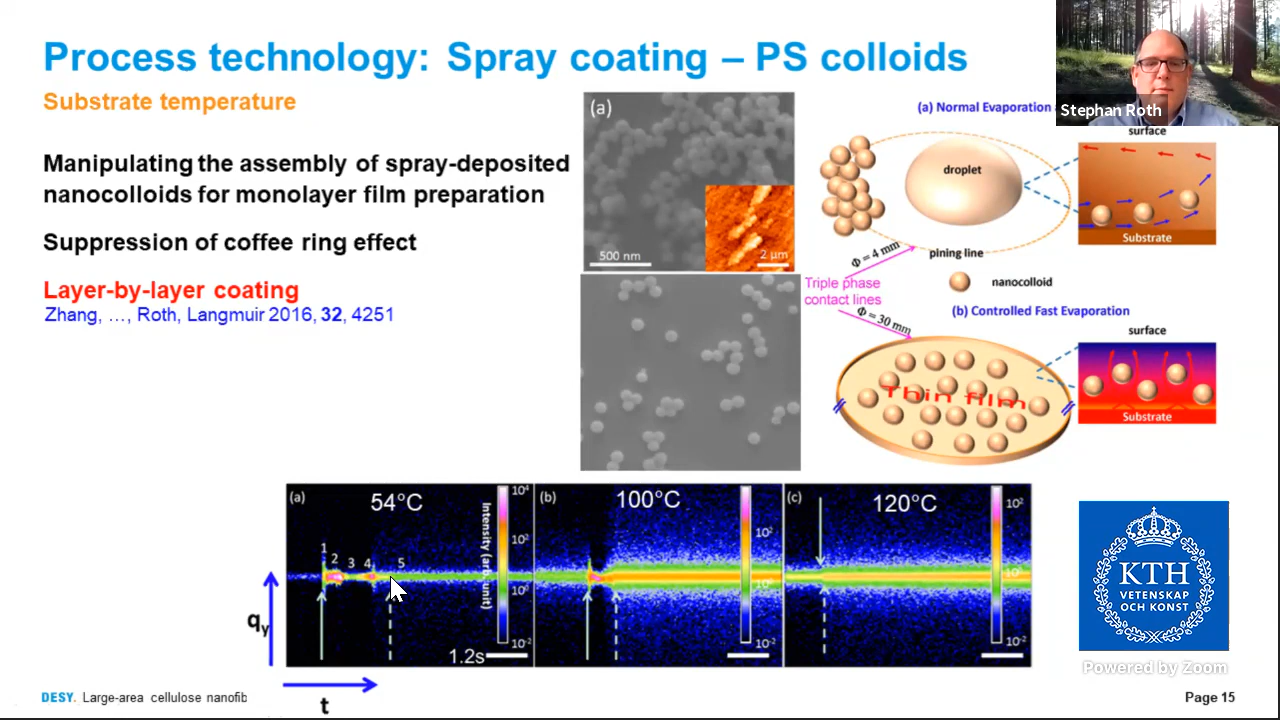 Process technology: Spray coating – PS colloids
Substrate temperature
Manipulating the assembly of spray-deposited
nanocolloids for monolayer film preparation
Suppression of coffee ring effect
Layer-by-layer coating
Zhang, …, Roth, Langmuir 2016, 32, 4251
(a)
500 nm
2 µm
(a) Normal Evaporation
Stephan Roth
surface
droplet
Substrate
Φ = 4 mm
pining line
Triple phase
contact lines
nanocolloid
Φ = 30 mm
(b) Controlled Fast Evaporation
surface
Thin film
Substrate
(a)
54°C
1
2
3
4
5
Intensity (arb. unit)
10⁴
10²
10⁰
10⁻²
1.2s
(b)
100°C
10²
10⁰
10⁻²
(c)
120°C
10²
10⁰
10⁻²
qy
t
KTH
VETENSKAP
OCH KONST
Powered by Zoom
DESY. Large-area cellulose nanofib
Page 15